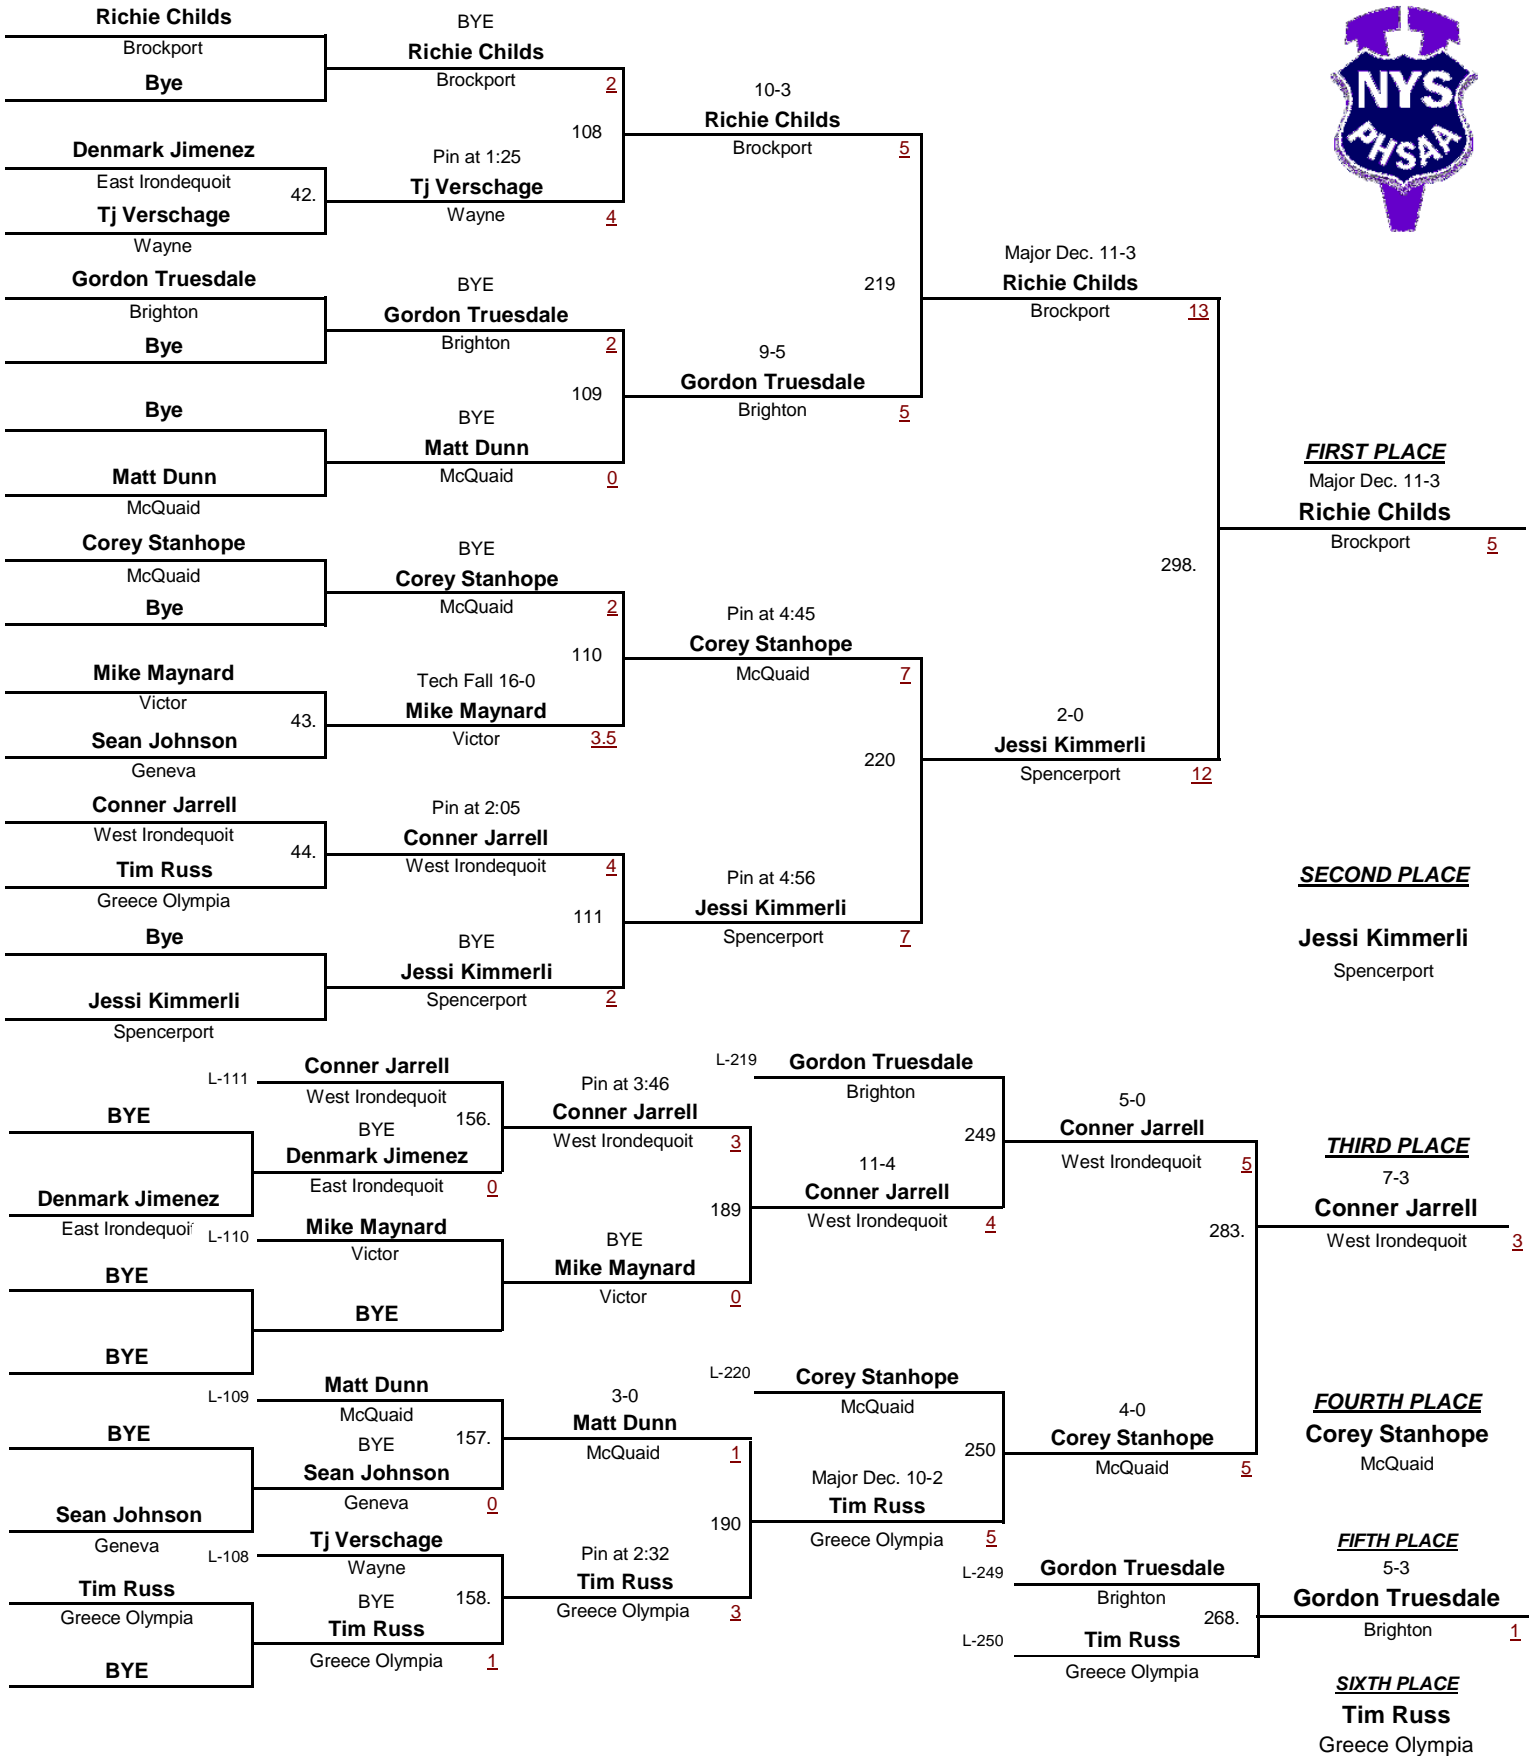 Richie Childs
Brockport
Bye
Denmark Jimenez
East Irondequoit
42.
Tj Verschage
Wayne
Gordon Truesdale
Brighton
Bye
Bye
Matt Dunn
McQuaid
Corey Stanhope
McQuaid
Bye
Mike Maynard
Victor
43.
Sean Johnson
Geneva
Conner Jarrell
West Irondequoit
44.
Tim Russ
Greece Olympia
Bye
Jessi Kimmerli
Spencerport
BYE
Richie Childs
Brockport 2
108
Pin at 1:25
Tj Verschage
Wayne 4
BYE
Gordon Truesdale
Brighton 2
109
BYE
Matt Dunn
McQuaid 0
BYE
Corey Stanhope
McQuaid 2
110
Tech Fall 16-0
Mike Maynard
Victor 3.5
Pin at 2:05
Conner Jarrell
West Irondequoit 4
111
BYE
Jessi Kimmerli
Spencerport 2
10-3
Richie Childs
Brockport 5
219
9-5
Gordon Truesdale
Brighton 5
Pin at 4:45
Corey Stanhope
McQuaid 7
220
Pin at 4:56
Jessi Kimmerli
Spencerport 7
Major Dec. 11-3
Richie Childs
Brockport 13
298.
2-0
Jessi Kimmerli
Spencerport 12
NYS
PHSAA
FIRST PLACE
Major Dec. 11-3
Richie Childs
Brockport 5
SECOND PLACE
Jessi Kimmerli
Spencerport
BYE
Denmark Jimenez
East Irondequoi
BYE
BYE
BYE
Sean Johnson
Geneva
Tim Russ
Greece Olympia
BYE
L-111
Conner Jarrell
West Irondequoit
156.
BYE
Denmark Jimenez
East Irondequoit 0
L-110
Mike Maynard
Victor
BYE
L-109
Matt Dunn
McQuaid
157.
BYE
Sean Johnson
Geneva 0
L-108
Tj Verschage
Wayne
158.
BYE
Tim Russ
Greece Olympia 1
Pin at 3:46
Conner Jarrell
West Irondequoit 3
189
BYE
Mike Maynard
Victor 0
3-0
Matt Dunn
McQuaid 1
190
Pin at 2:32
Tim Russ
Greece Olympia 3
L-219
Gordon Truesdale
Brighton
249
11-4
Conner Jarrell
West Irondequoit 4
L-220
Corey Stanhope
McQuaid
250
Major Dec. 10-2
Tim Russ
Greece Olympia 5
5-0
Conner Jarrell
West Irondequoit 5
283.
4-0
Corey Stanhope
McQuaid 5
L-249
Gordon Truesdale
Brighton
268.
L-250
Tim Russ
Greece Olympia
THIRD PLACE
7-3
Conner Jarrell
West Irondequoit 3
FOURTH PLACE
Corey Stanhope
McQuaid
FIFTH PLACE
5-3
Gordon Truesdale
Brighton 1
SIXTH PLACE
Tim Russ
Greece Olympia